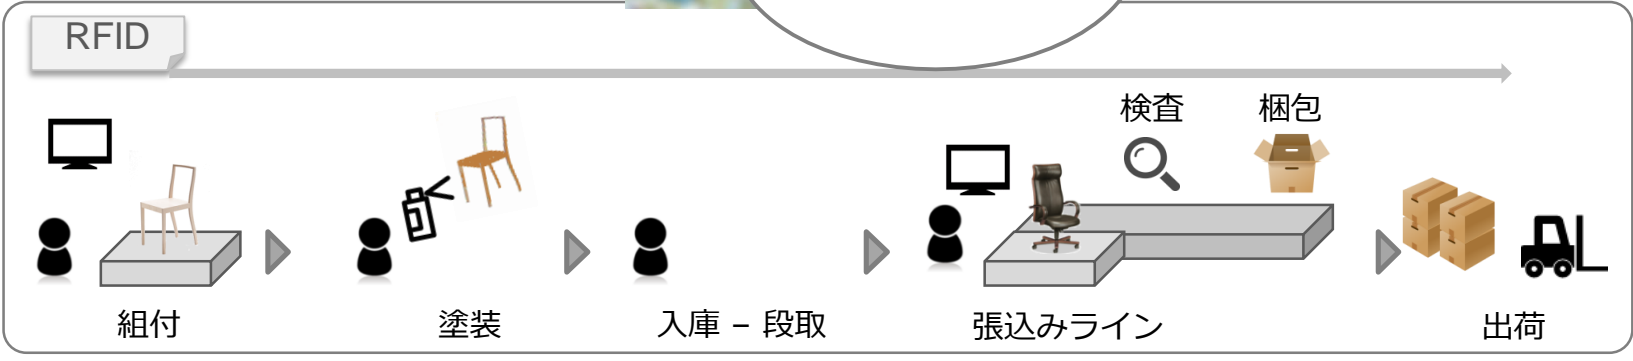 RFID
検査
梱包
組付
塗装
入庫 – 段取
張込みライン
出荷